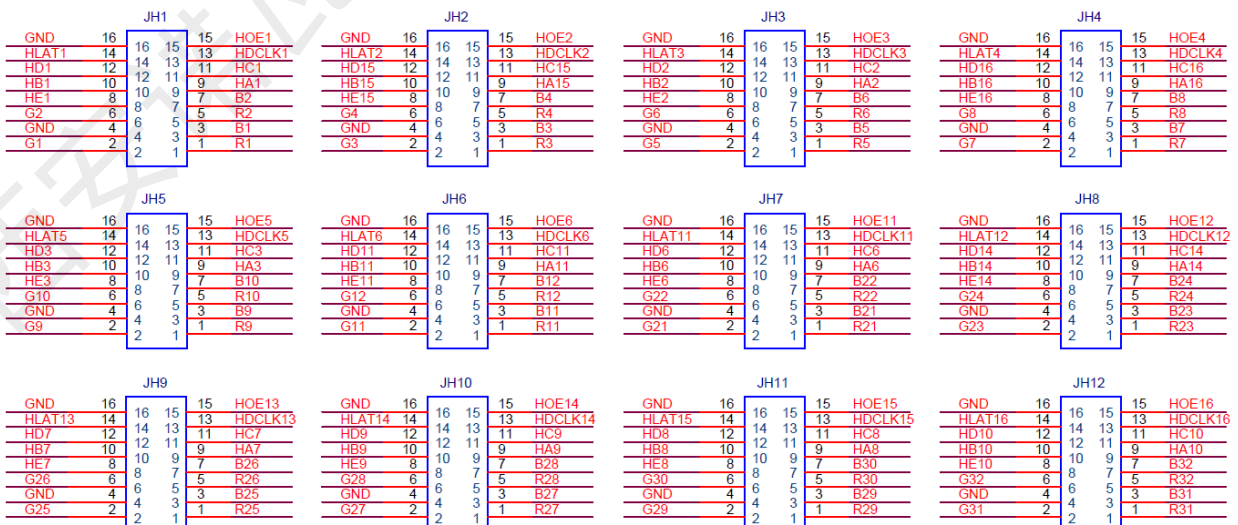 JH1 JH2 JH3 JH4
GND 16 16 15 15 HOE1 GND 16 16 15 15 HOE2 GND 16 16 15 15 HOE3 GND 16 16 15 15 HOE4
HLAT1 14 14 13 13 HDCLK1 HLAT2 14 14 13 13 HDCLK2 HLAT3 14 14 13 13 HDCLK3 HLAT4 14 14 13 13 HDCLK4
HD1 12 12 11 11 HC1 HD15 12 12 11 11 HC15 HD2 12 12 11 11 HC2 HD16 12 12 11 11 HC16
HB1 10 10 9 9 HA1 HB15 10 10 9 9 HA15 HB2 10 10 9 9 HA2 HB16 10 10 9 9 HA16
HE1 8 8 7 7 B2 HE15 8 8 7 7 B4 HE2 8 8 7 7 B6 HE16 8 8 7 7 B8
G2 6 6 5 5 R2 G4 6 6 5 5 R4 G6 6 6 5 5 R6 G8 6 6 5 5 R8
GND 4 4 3 3 B1 GND 4 4 3 3 B3 GND 4 4 3 3 B5 GND 4 4 3 3 B7
G1 2 2 1 1 R1 G3 2 2 1 1 R3 G5 2 2 1 1 R5 G7 2 2 1 1 R7
JH5 JH6 JH7 JH8
GND 16 16 15 15 HOE5 GND 16 16 15 15 HOE6 GND 16 16 15 15 HOE11 GND 16 16 15 15 HOE12
HLAT5 14 14 13 13 HDCLK5 HLAT6 14 14 13 13 HDCLK6 HLAT11 14 14 13 13 HDCLK11 HLAT12 14 14 13 13 HDCLK12
HD3 12 12 11 11 HC3 HD11 12 12 11 11 HC11 HD6 12 12 11 11 HC6 HD14 12 12 11 11 HC14
HB3 10 10 9 9 HA3 HB11 10 10 9 9 HA11 HB6 10 10 9 9 HA6 HB14 10 10 9 9 HA14
HE3 8 8 7 7 B10 HE11 8 8 7 7 B12 HE6 8 8 7 7 B22 HE14 8 8 7 7 B24
G10 6 6 5 5 R10 G12 6 6 5 5 R12 G22 6 6 5 5 R22 G24 6 6 5 5 R24
GND 4 4 3 3 B9 GND 4 4 3 3 B11 GND 4 4 3 3 B21 GND 4 4 3 3 B23
G9 2 2 1 1 R9 G11 2 2 1 1 R11 G21 2 2 1 1 R21 G23 2 2 1 1 R23
JH9 JH10 JH11 JH12
GND 16 16 15 15 HOE13 GND 16 16 15 15 HOE14 GND 16 16 15 15 HOE15 GND 16 16 15 15 HOE16
HLAT13 14 14 13 13 HDCLK13 HLAT14 14 14 13 13 HDCLK14 HLAT15 14 14 13 13 HDCLK15 HLAT16 14 14 13 13 HDCLK16
HD7 12 12 11 11 HC7 HD9 12 12 11 11 HC9 HD8 12 12 11 11 HC8 HD10 12 12 11 11 HC10
HB7 10 10 9 9 HA7 HB9 10 10 9 9 HA9 HB8 10 10 9 9 HA8 HB10 10 10 9 9 HA10
HE7 8 8 7 7 B26 HE9 8 8 7 7 B28 HE8 8 8 7 7 B30 HE10 8 8 7 7 B32
G26 6 6 5 5 R26 G28 6 6 5 5 R28 G30 6 6 5 5 R30 G32 6 6 5 5 R32
GND 4 4 3 3 B25 GND 4 4 3 3 B27 GND 4 4 3 3 B29 GND 4 4 3 3 B31
G25 2 2 1 1 R25 G27 2 2 1 1 R27 G29 2 2 1 1 R29 G31 2 2 1 1 R31